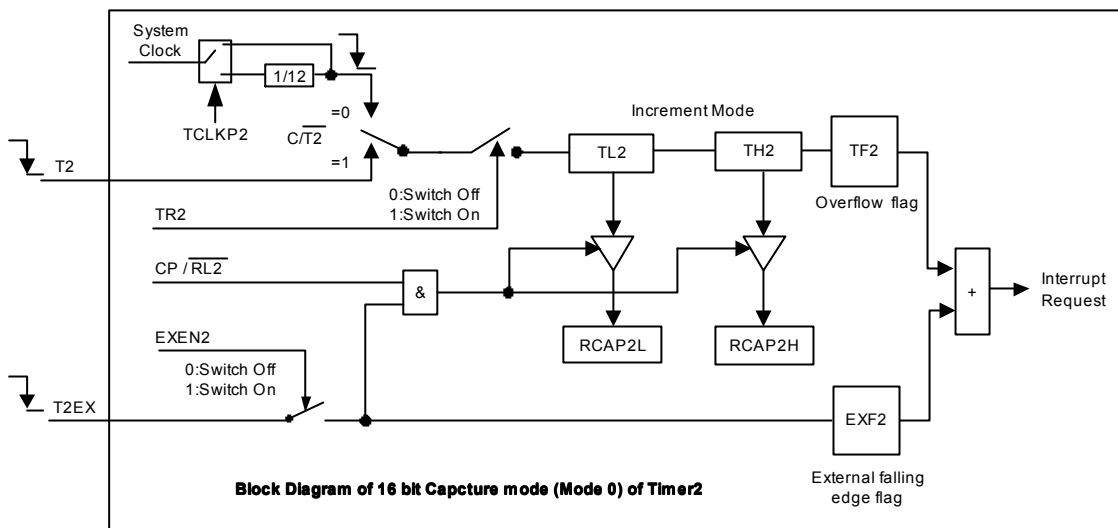 System
Clock
1/12
TCLKP2
=0
C/T2
=1
Increment Mode
TL2
TH2
TF2
Overflow flag
T2
0:Switch Off
1:Switch On
TR2
CP / RL2
&
+
Interrupt
Request
RCAP2L
RCAP2H
EXEN2
0:Switch Off
1:Switch On
T2EX
EXF2
External falling
edge flag
Block Diagram of 16 bit Capcture mode (Mode 0) of Timer2